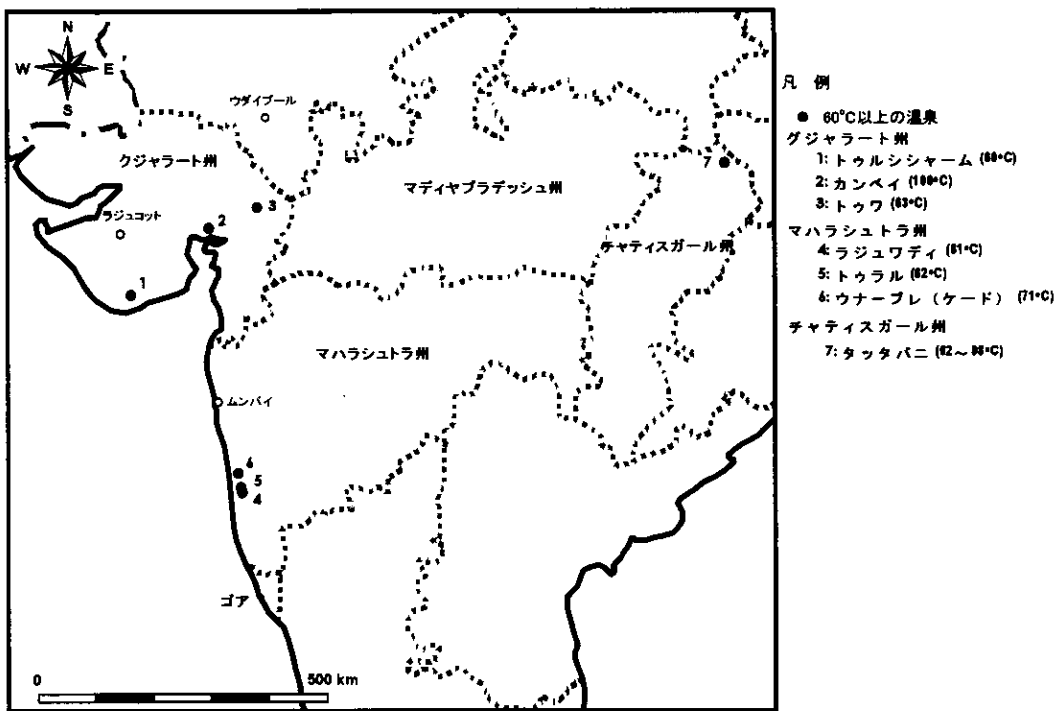 N
W E
S
ウダイプール
クジャラート州
マディヤプラデッシュ州
ラジュコット
チャティスガール州
マハラシュトラ州
ムンバイ
ゴア
1
2
3
6
5
4
7
0 500 km
凡 例
● 60°C以上の温泉
グジャラート州
1: トゥルシシャーム
2: カンベイ (100°C)
3: トゥワ (63°C)
マハラシュトラ州
4: ラジュワディ (61°C)
5: トゥラル (62°C)
6: ウナーブレ（ケード） (71°C)
チャティスガール州
7: タッタパニ